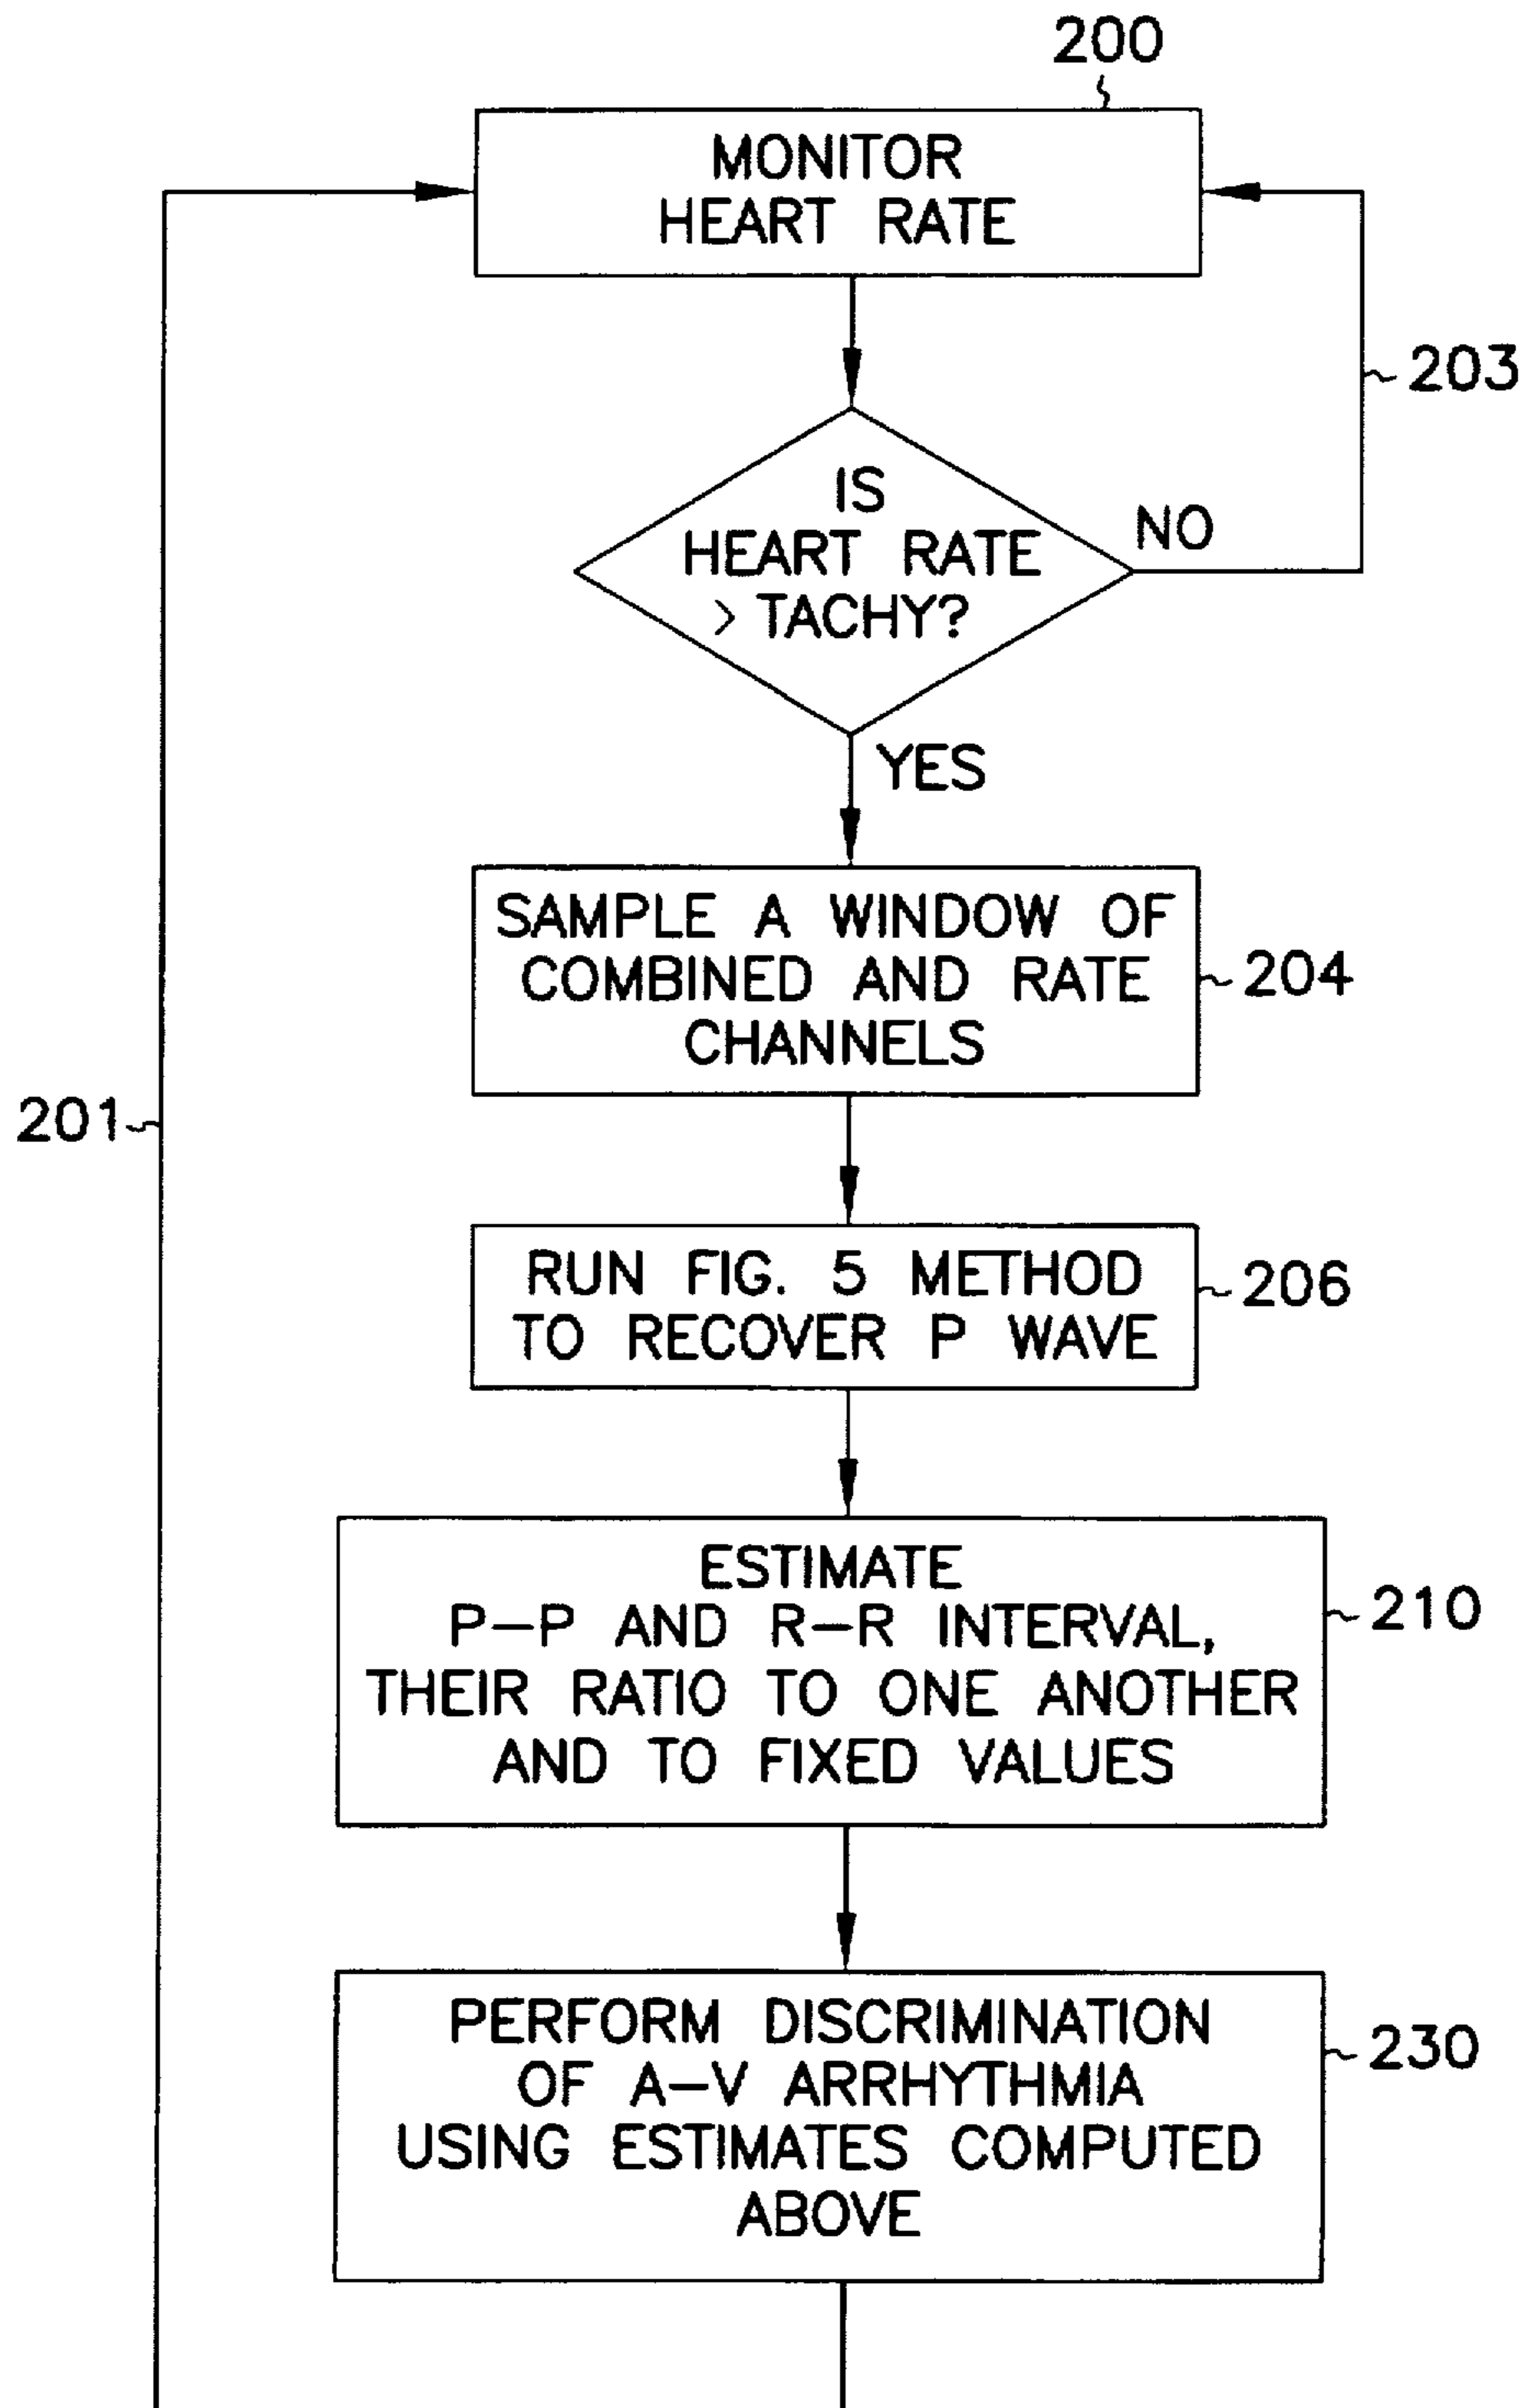 200
MONITOR
HEART RATE
203
IS
HEART RATE
> TACHY?
NO
YES
SAMPLE A WINDOW OF
COMBINED AND RATE
CHANNELS
204
201
RUN FIG. 5 METHOD
TO RECOVER P WAVE
206
ESTIMATE
P-P AND R-R INTERVAL,
THEIR RATIO TO ONE ANOTHER
AND TO FIXED VALUES
210
PERFORM DISCRIMINATION
OF A-V ARRHYTHMIA
USING ESTIMATES COMPUTED
ABOVE
230